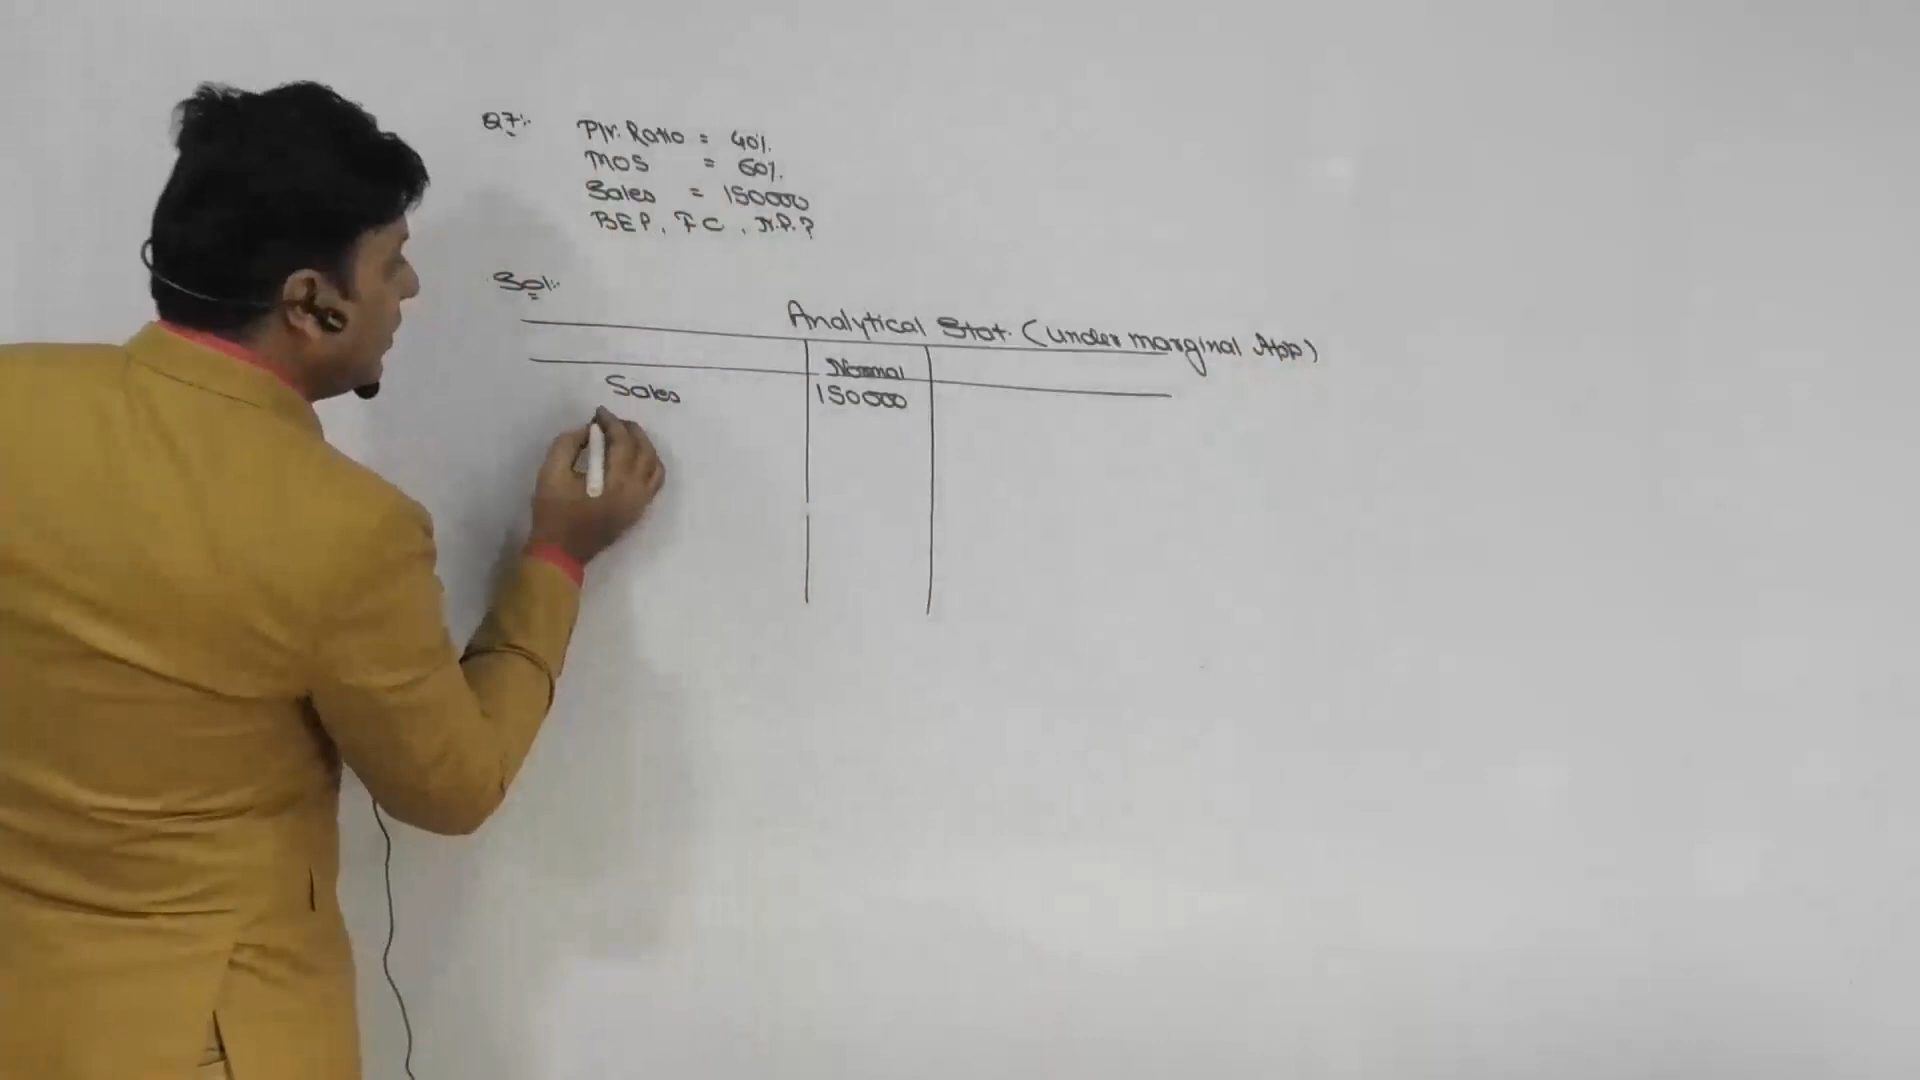 Q7:-
P/V. Ratio = 40%.
MOS = 60%.
Sales = 150000
BEP, FC, N.P.?
Sol:-
Analytical Stat. (under marginal App)
Normal
Sales 150000